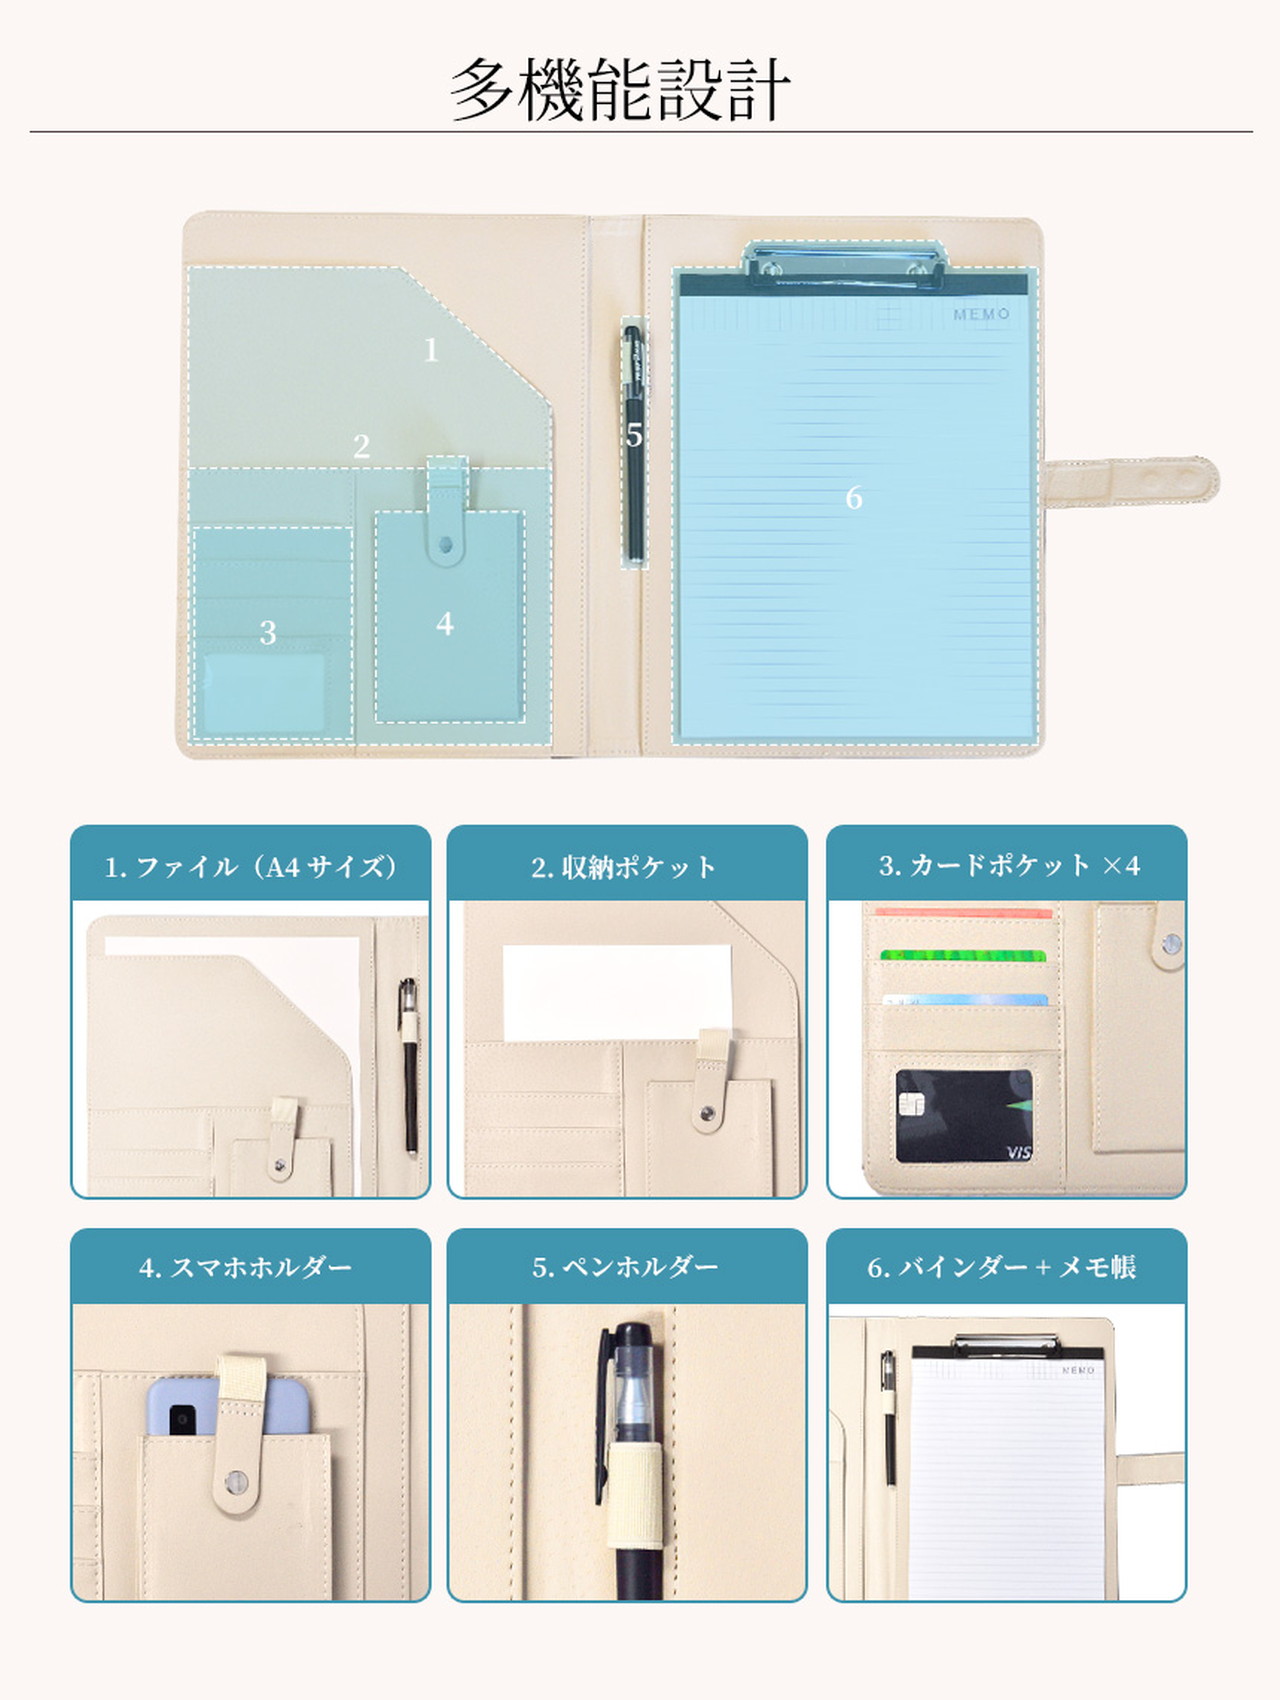 多機能設計
MEMO
1
2
3
4
5
6
1. ファイル（A4 サイズ）
2. 収納ポケット
3. カードポケット ×4
VIS
4. スマホホルダー
5. ペンホルダー
6. バインダー + メモ帳
MEMO